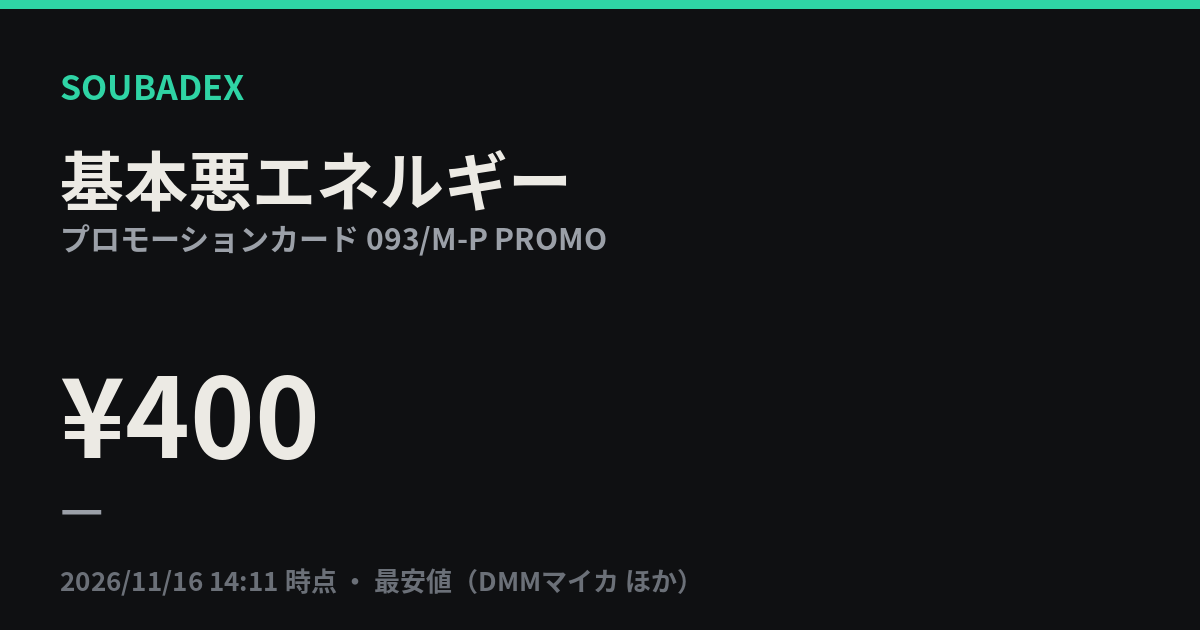 SOUBADEX
基本悪エネルギー
プロモーションカード 093/M-P PROMO
¥400
—
2026/11/16 14:11 時点 ・ 最安値（DMMマイカ ほか）